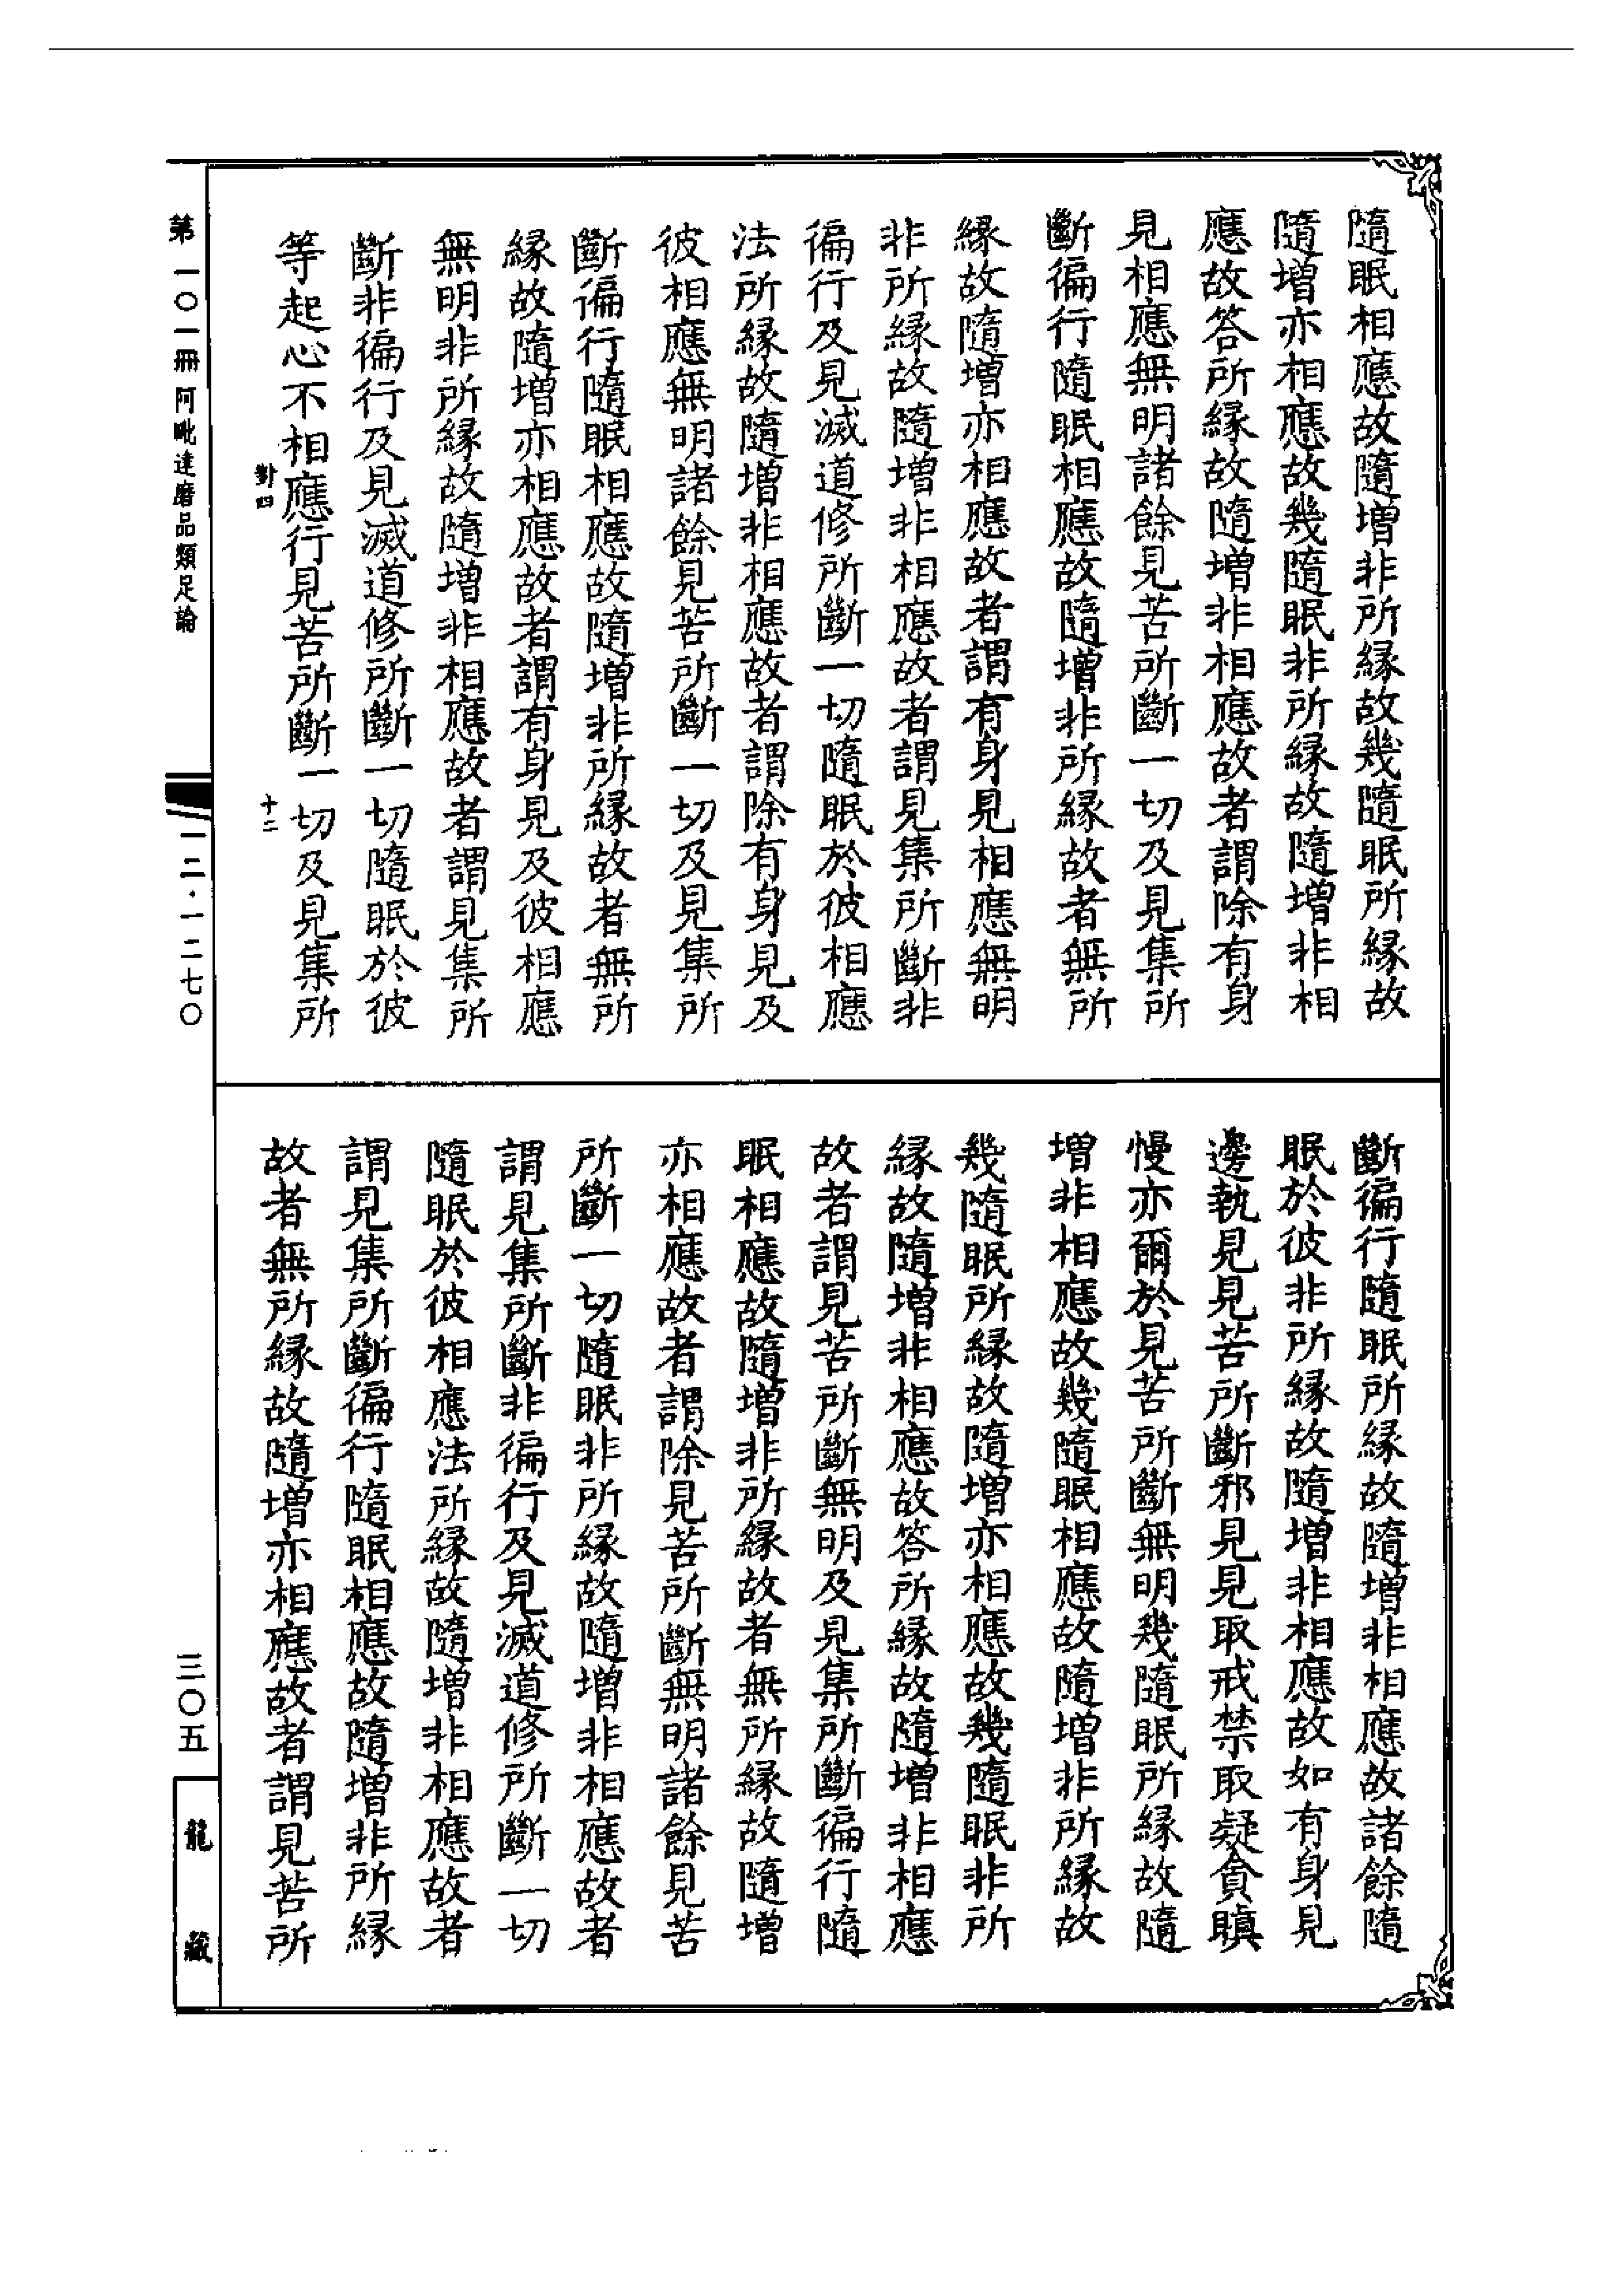 隨眠相應故隨增非所緣故幾隨眠所緣故
隨增亦相應故幾隨眠非所緣故隨增非相
應故答所緣故隨增非相應故者謂除有身
見相應無明諸餘見苦所斷一切及見集所
斷徧行隨眠相應故隨增非所緣故者無所
緣故隨增亦相應故者謂有身見相應無明
非所緣故隨增非相應故者謂見集所斷非
徧行及見滅道修所斷一切隨眠於彼相應
法所緣故隨增非相應故者謂除有身見及
彼相應無明諸餘見苦所斷一切及見集所
斷徧行隨眠相應故隨增非所緣故者無所
緣故隨增亦相應故者謂有身見及彼相應
無明非所緣故隨增非相應故者謂見集所
斷非徧行及見滅道修所斷一切隨眠於彼
等起心不相應行見苦所斷一切及見集所
斷徧行隨眠所緣故隨增非相應故諸餘隨
眠於彼非所緣故隨增非相應故如有身見
邊執見見苦所斷邪見見取戒禁取疑貪瞋
慢亦爾於見苦所斷無明幾隨眠所緣故隨
增非相應故幾隨眠相應故隨增非所緣故
幾隨眠所緣故隨增亦相應故幾隨眠非所
緣故隨增非相應故答所緣故隨增非相應
故者謂見苦所斷無明及見集所斷徧行隨
眠相應故隨增非所緣故者無所緣故隨增
亦相應故者謂除見苦所斷無明諸餘見苦
所斷一切隨眠非所緣故隨增非相應故者
謂見集所斷非徧行及見滅道修所斷一切
隨眠於彼相應法所緣故隨增非相應故者
謂見集所斷徧行隨眠相應故隨增非所緣
故者無所緣故隨增亦相應故者謂見苦所
對四
十二
第一〇一冊 阿毗達磨品類足論
一二·一二七〇
三〇五
龍藏